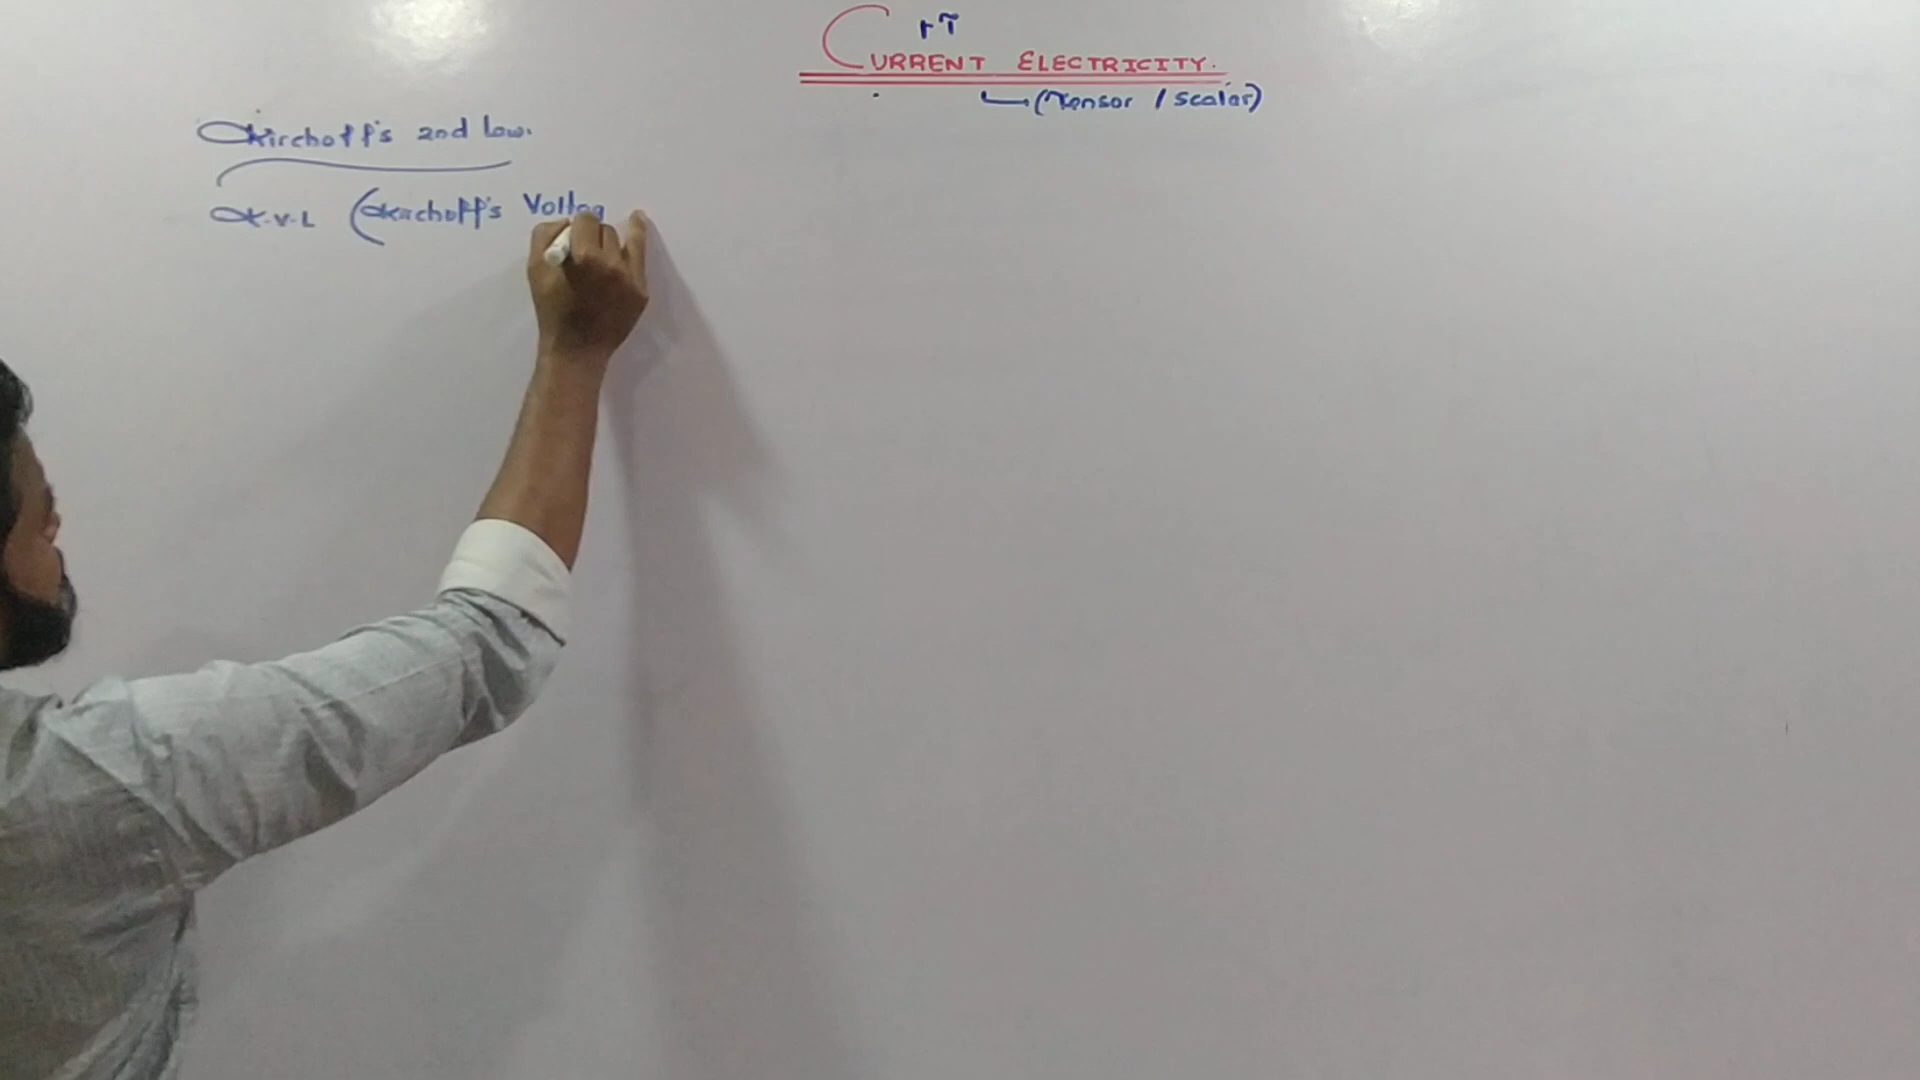 CURRENT ELECTRICITY.
(Tensor / Scalar)
Kirchoff's 2nd law.
K.V.L (Kirchoff's Voltag